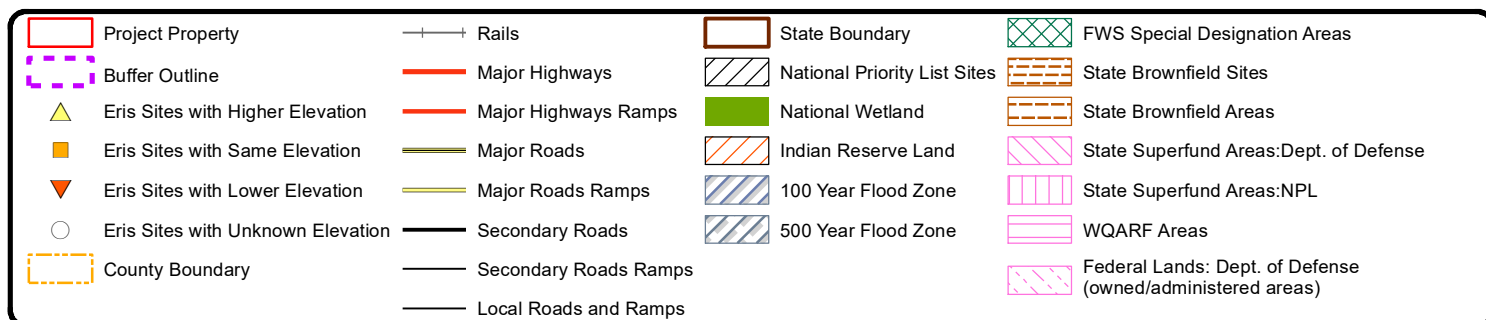 Project Property
Buffer Outline
Eris Sites with Higher Elevation
Eris Sites with Same Elevation
Eris Sites with Lower Elevation
Eris Sites with Unknown Elevation
County Boundary
Rails
Major Highways
Major Highways Ramps
Major Roads
Major Roads Ramps
Secondary Roads
Secondary Roads Ramps
Local Roads and Ramps
State Boundary
National Priority List Sites
National Wetland
Indian Reserve Land
100 Year Flood Zone
500 Year Flood Zone
FWS Special Designation Areas
State Brownfield Sites
State Brownfield Areas
State Superfund Areas:Dept. of Defense
State Superfund Areas:NPL
WQARF Areas
Federal Lands: Dept. of Defense
(owned/administered areas)